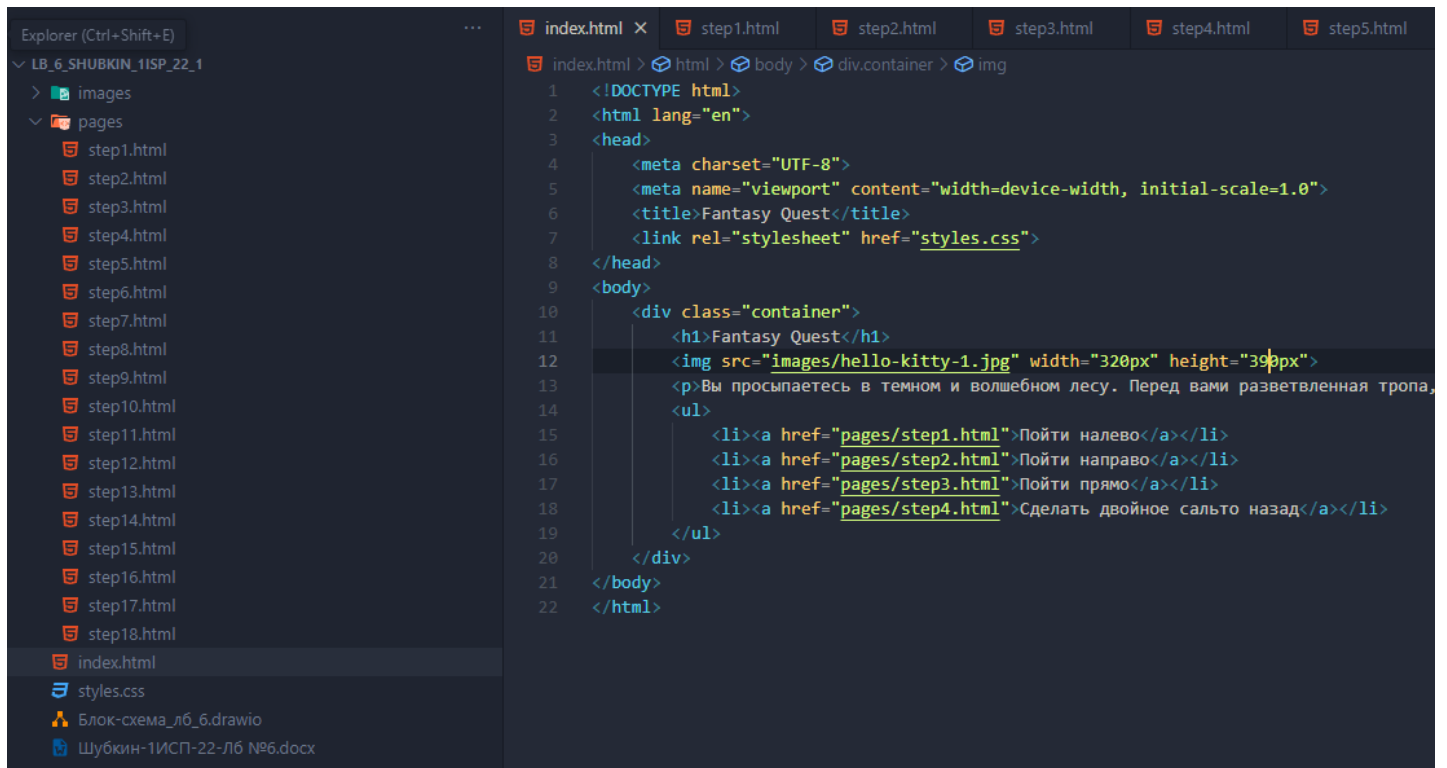 Explorer (Ctrl+Shift+E)
...
LB_6_SHUBKIN_1ISP_22_1
images
pages
step1.html
step2.html
step3.html
step4.html
step5.html
step6.html
step7.html
step8.html
step9.html
step10.html
step11.html
step12.html
step13.html
step14.html
step15.html
step16.html
step17.html
step18.html
index.html
styles.css
Блок-схема_лб_6.drawio
Шубкин-1ИСП-22-Лб №6.docx
index.html step1.html step2.html step3.html step4.html step5.html
index.html > html > body > div.container > img
1 <!DOCTYPE html>
2 <html lang="en">
3 <head>
4 <meta charset="UTF-8">
5 <meta name="viewport" content="width=device-width, initial-scale=1.0">
6 <title>Fantasy Quest</title>
7 <link rel="stylesheet" href="styles.css">
8 </head>
9 <body>
10 <div class="container">
11 <h1>Fantasy Quest</h1>
12 <img src="images/hello-kitty-1.jpg" width="320px" height="390px">
13 <p>Вы просыпаетесь в темном и волшебном лесу. Перед вами разветвленная тропа,
14 <ul>
15 <li><a href="pages/step1.html">Пойти налево</a></li>
16 <li><a href="pages/step2.html">Пойти направо</a></li>
17 <li><a href="pages/step3.html">Пойти прямо</a></li>
18 <li><a href="pages/step4.html">Сделать двойное сальто назад</a></li>
19 </ul>
20 </div>
21 </body>
22 </html>